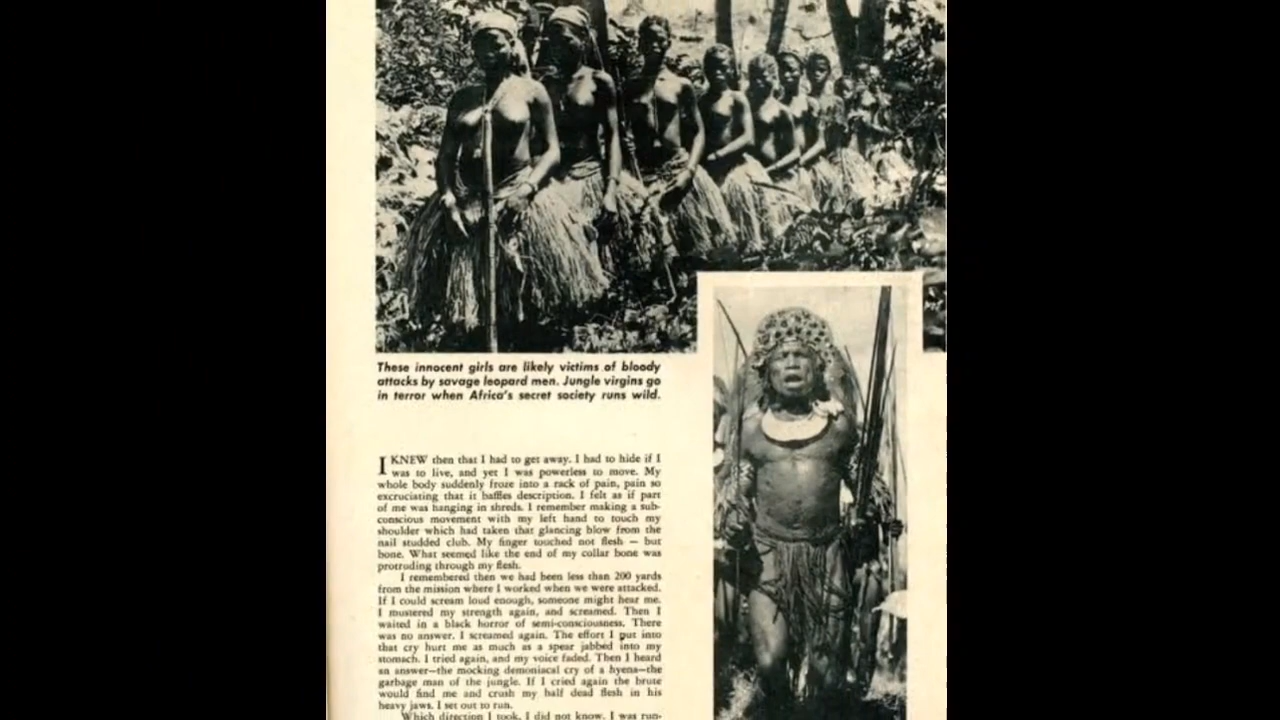 These innocent girls are likely victims of bloody
attacks by savage leopard men. Jungle virgins go
in terror when Africa's secret society runs wild.
I KNEW then that I had to get away. I had to hide if I
was to live, and yet I was powerless to move. My
whole body suddenly froze into a rack of pain, pain so
excruciating that it baffles description. I felt as if part
of me was hanging in shreds. I remember making a sub-
conscious movement with my left hand to touch my
shoulder which had taken that glancing blow from the
nail studded club. My finger touched not flesh — but
bone. What seemed like the end of my collar bone was
protruding through my flesh.
I remembered then we had been less than 200 yards
from the mission where I worked when we were attacked.
If I could scream loud enough, someone might hear me.
I mustered my strength again, and screamed. Then I
waited in a black horror of semi-consciousness. There
was no answer. I screamed again. The effort I put into
that cry hurt me as much as a spear jabbed into my
stomach. I tried again, and my voice faded. Then I heard
an answer—the mocking demoniacal cry of a hyena—the
garbage man of the jungle. If I cried again the brute
would find me and crush my half dead flesh in his
heavy jaws. I set out to run.
Which direction I took, I did not know. I was run-